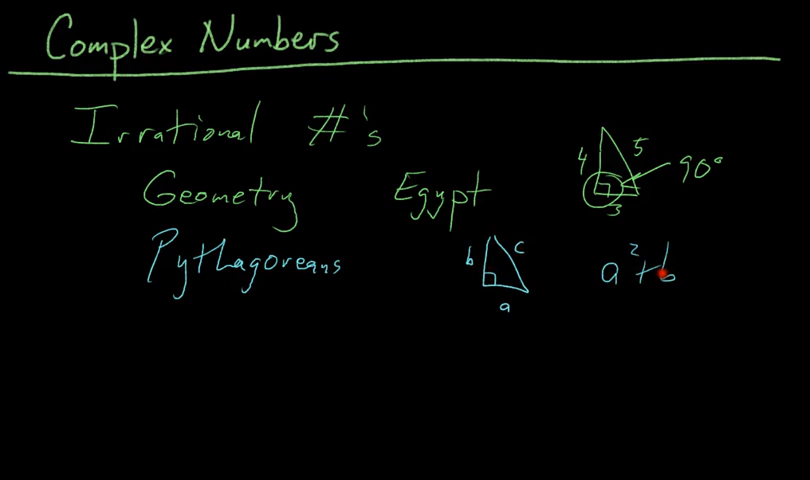 Complex Numbers
Irrational #'s
4 5 90°
3
Geometry Egypt
Pythagoreans b c a a²+b